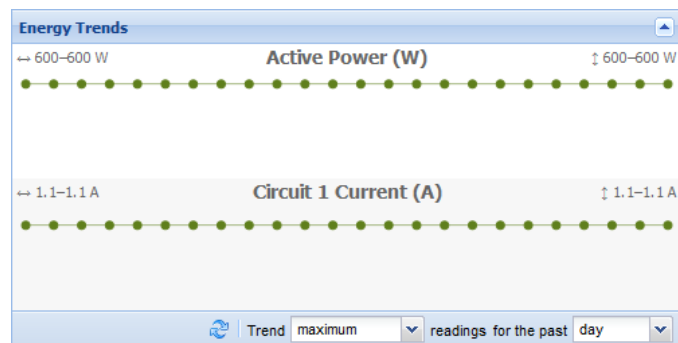 Energy Trends
↔ 600–600 W Active Power (W) ↕ 600–600 W
↔ 1.1–1.1 A Circuit 1 Current (A) ↕ 1.1–1.1 A
Trend maximum readings for the past day